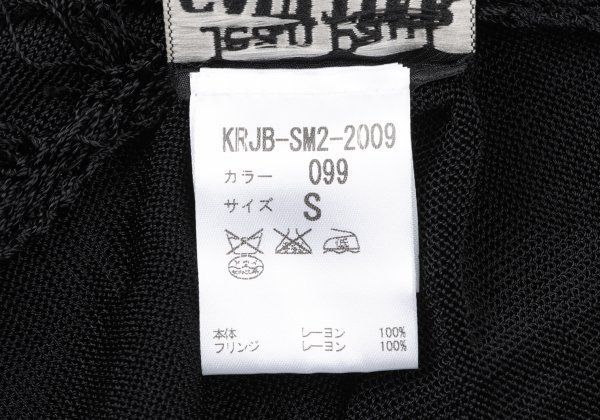 KRJB-SM2-2009
カラー 099
サイズ S
低
本体 レーヨン 100%
フリンジ レーヨン 100%